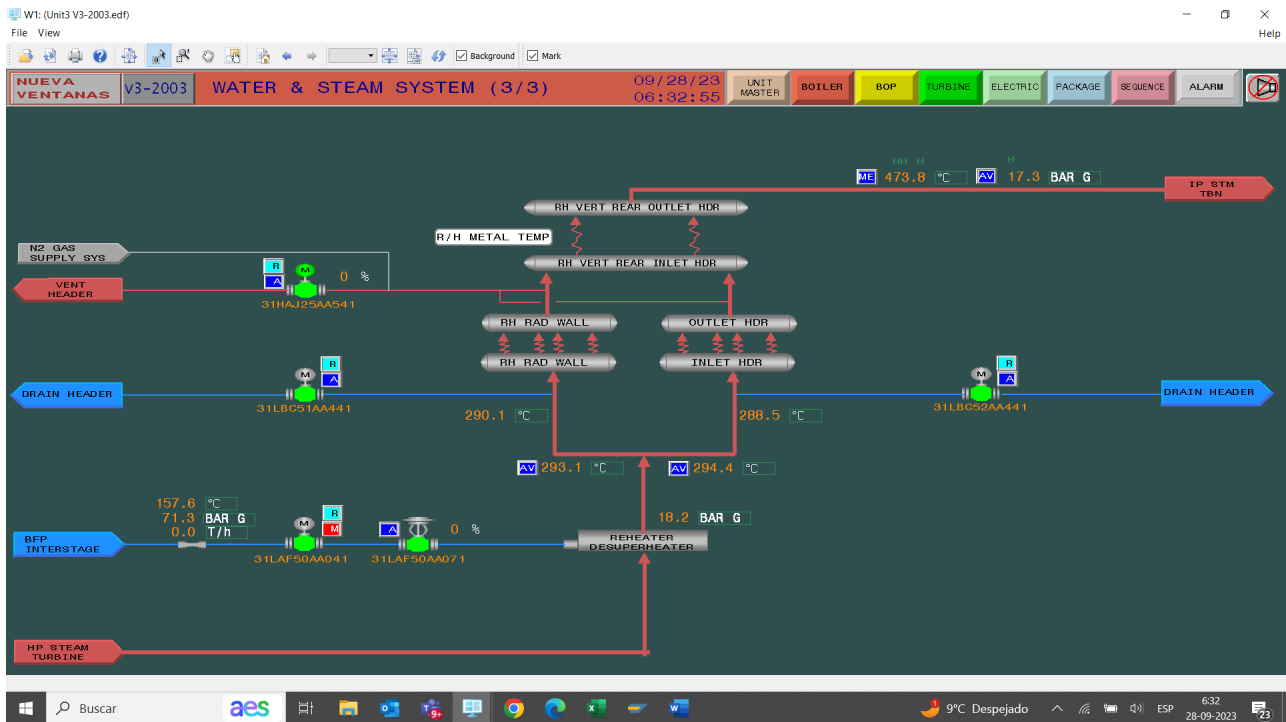 W1: (Unit3 V3-2003.edf)
File View
Help
Background Mark
NUEVA
VENTANAS
V3-2003
WATER & STEAM SYSTEM (3/3)
09/28/23
06:32:55
UNIT
MASTER
BOILER
BOP
TURBINE
ELECTRIC
PACKAGE
SEQUENCE
ALARM
HH H
H
ME 473.8 °C
AV 17.3 BAR G
IP STM
TBN
RH VERT REAR OUTLET HDR
R/H METAL TEMP
N2 GAS
SUPPLY SYS
RH VERT REAR INLET HDR
R
A
M
0 %
VENT
HEADER
31HAJ25AA541
RH RAD WALL
OUTLET HDR
RH RAD WALL
INLET HDR
M
R
A
M
R
A
DRAIN HEADER
DRAIN HEADER
31LBC51AA441
31LBC52AA441
290.1 °C
288.5 °C
AV 293.1 °C
AV 294.4 °C
157.6 °C
71.3 BAR G
0.0 T/h
M
R
M
A
0 %
18.2 BAR G
BFP
INTERSTAGE
REHEATER
DESUPERHEATER
31LAF50AA041
31LAF50AA071
HP STEAM
TURBINE
Buscar
aes
9+
9°C Despejado
ESP
6:32
28-09-2023
23